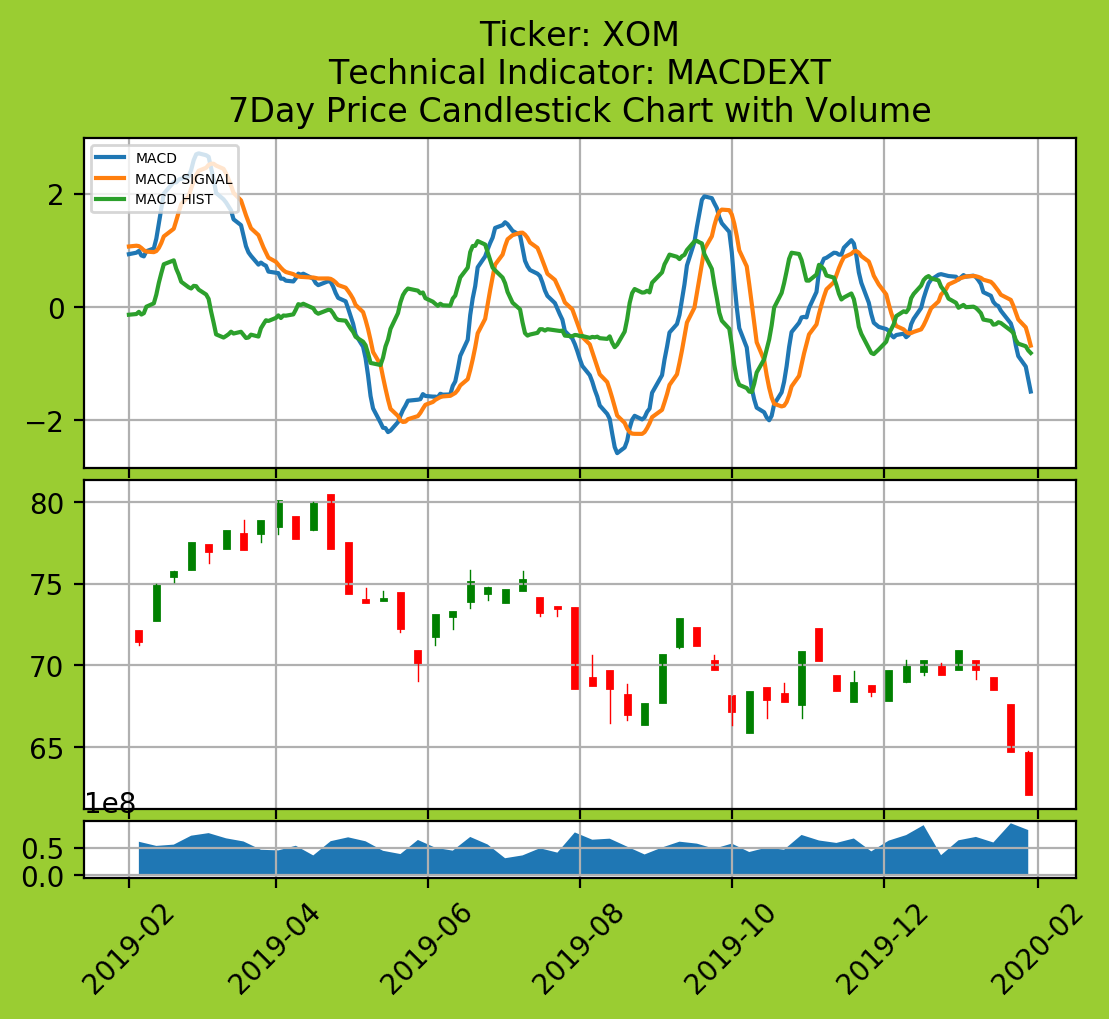 Ticker: XOM
Technical Indicator: MACDEXT
7Day Price Candlestick Chart with Volume
MACD
MACD SIGNAL
MACD HIST
2
0
−2
80
75
70
65
1e8
0.5
0.0
2019-02
2019-04
2019-06
2019-08
2019-10
2019-12
2020-02